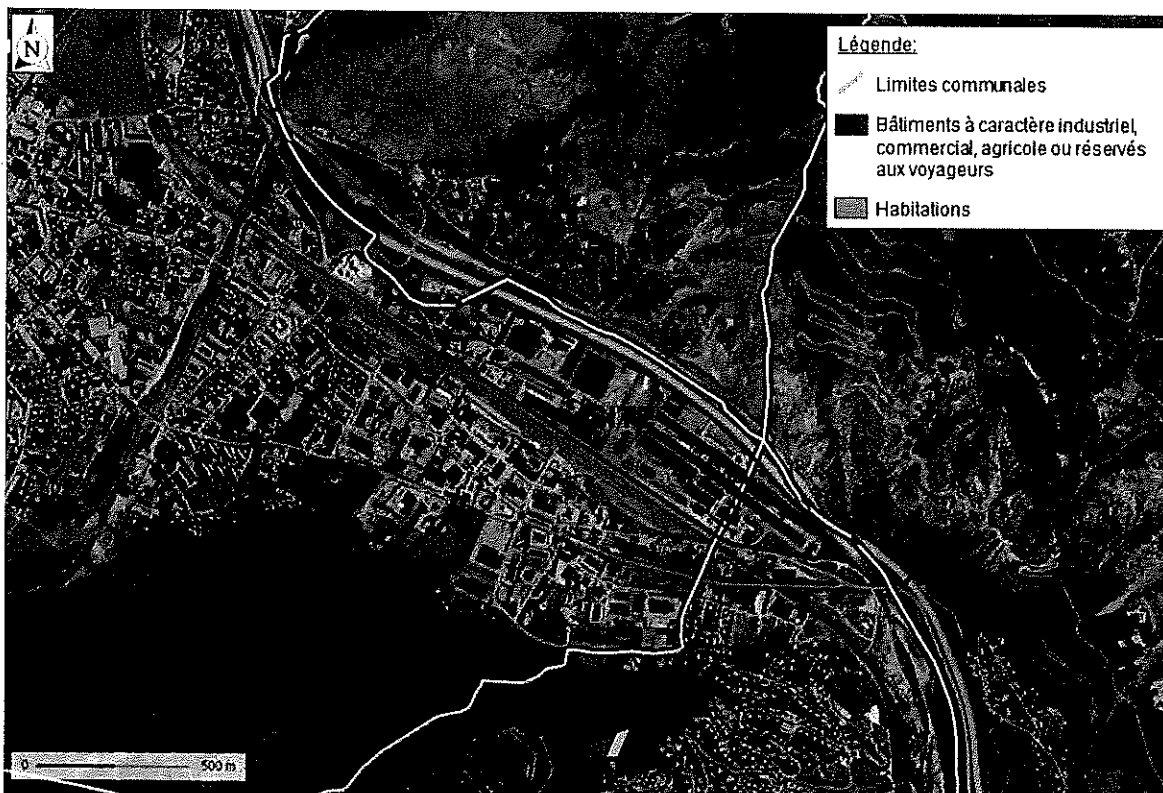 N
Légende:
Limites communales
Bâtiments à caractère industriel,
commercial, agricole ou réservés
aux voyageurs
Habitations
0 500 m